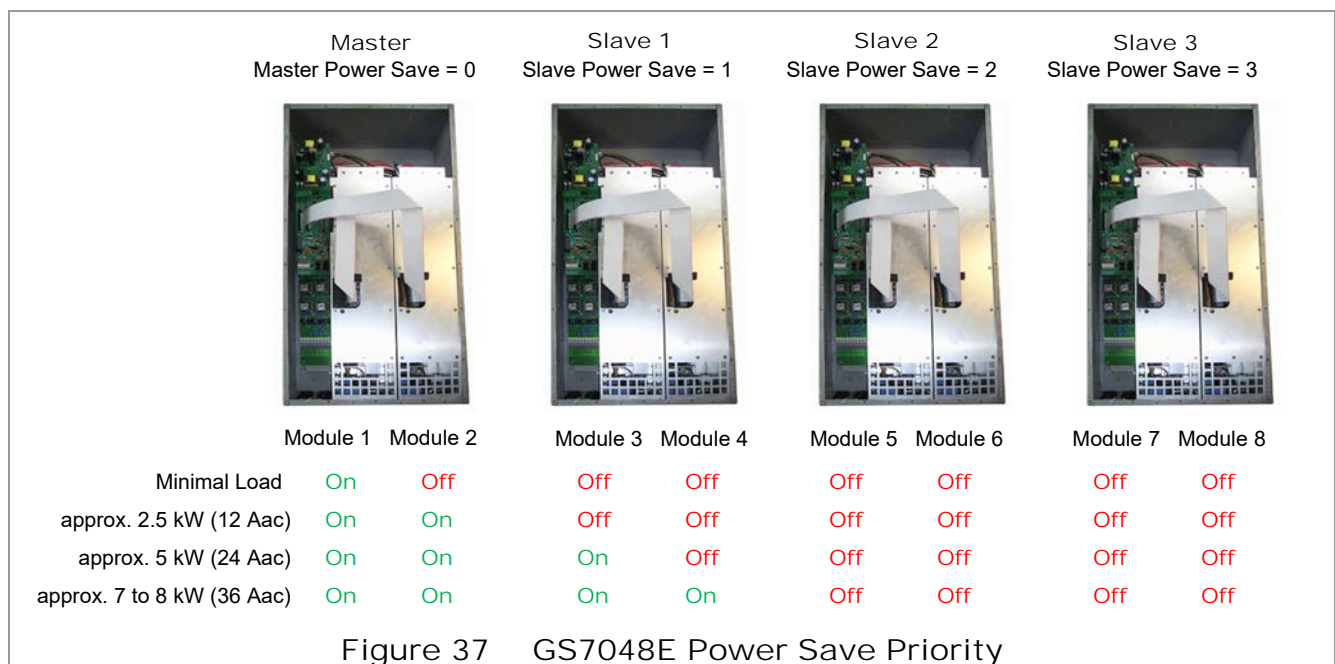 Master Slave 1 Slave 2 Slave 3
Master Power Save = 0 Slave Power Save = 1 Slave Power Save = 2 Slave Power Save = 3
Module 1 Module 2 Module 3 Module 4 Module 5 Module 6 Module 7 Module 8
Minimal Load On Off Off Off Off Off Off Off
approx. 2.5 kW (12 Aac) On On Off Off Off Off Off Off
approx. 5 kW (24 Aac) On On On Off Off Off Off Off
approx. 7 to 8 kW (36 Aac) On On On On Off Off Off Off
Figure 37 GS7048E Power Save Priority